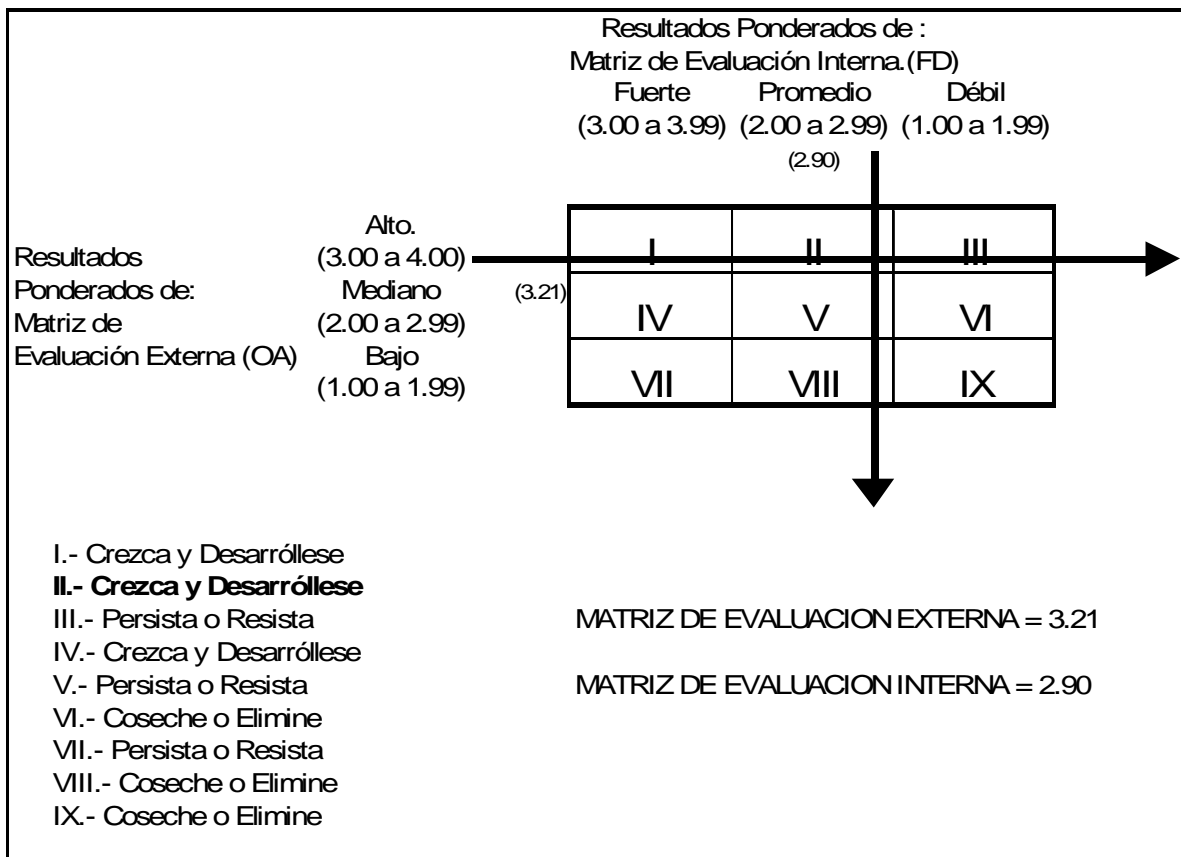 Resultados Ponderados de :
Matriz de Evaluación Interna.(FD)
Fuerte Promedio Débil
(3.00 a 3.99) (2.00 a 2.99) (1.00 a 1.99)
(2.90)
Alto.
Resultados (3.00 a 4.00) I II III
Ponderados de: Mediano (3.21)
Matriz de (2.00 a 2.99) IV V VI
Evaluación Externa (OA) Bajo
(1.00 a 1.99) VII VIII IX
I.- Crezca y Desarróllese
II.- Crezca y Desarróllese
III.- Persista o Resista MATRIZ DE EVALUACION EXTERNA = 3.21
IV.- Crezca y Desarróllese
V.- Persista o Resista MATRIZ DE EVALUACION INTERNA = 2.90
VI.- Coseche o Elimine
VII.- Persista o Resista
VIII.- Coseche o Elimine
IX.- Coseche o Elimine